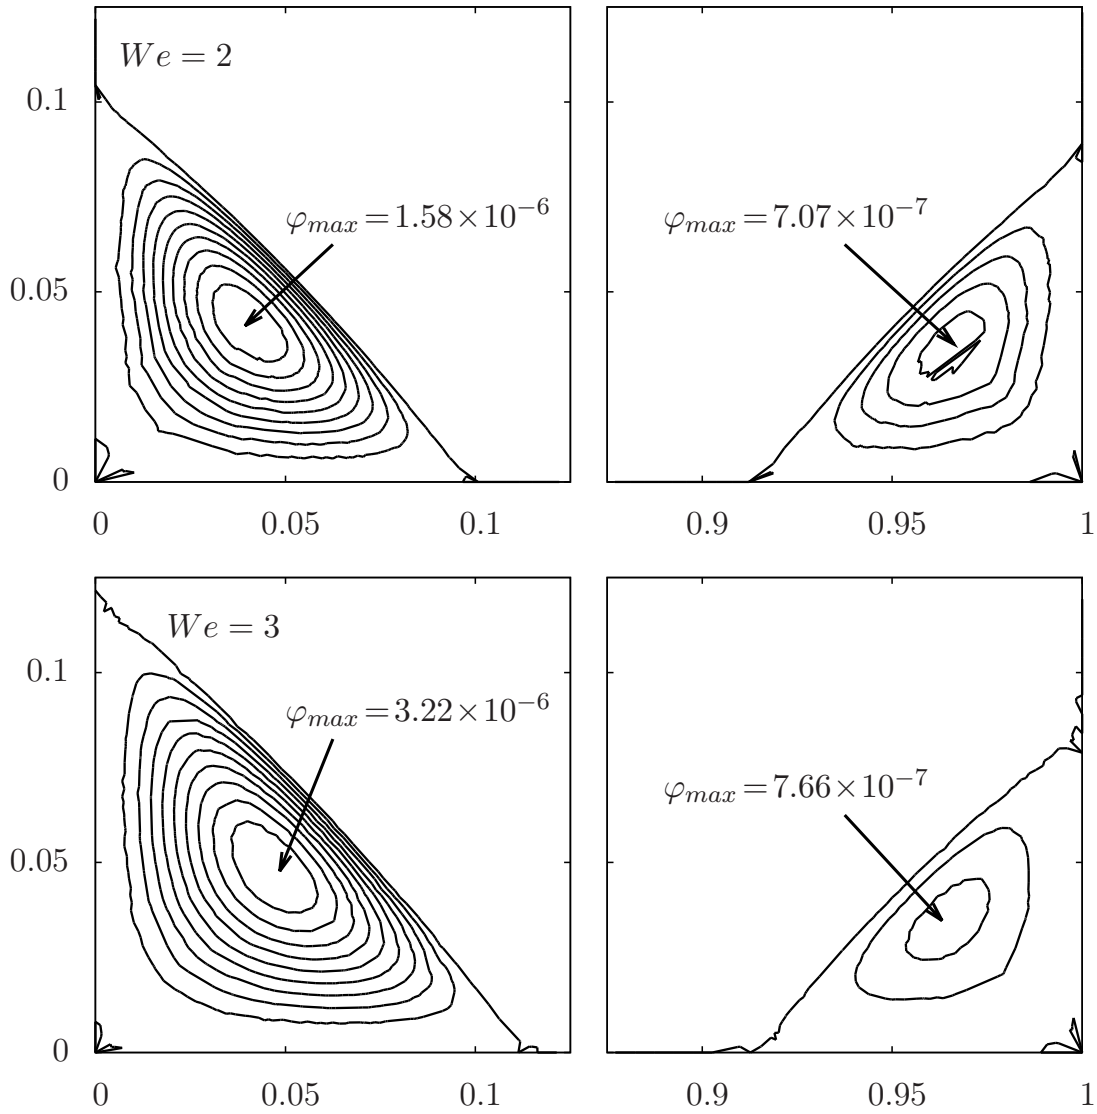 We = 2
0.1
φmax = 1.58×10−6
φmax = 7.07×10−7
0.05
0
0 0.05 0.1
0.9 0.95 1
We = 3
0.1
φmax = 3.22×10−6
φmax = 7.66×10−7
0.05
0
0 0.05 0.1
0.9 0.95 1